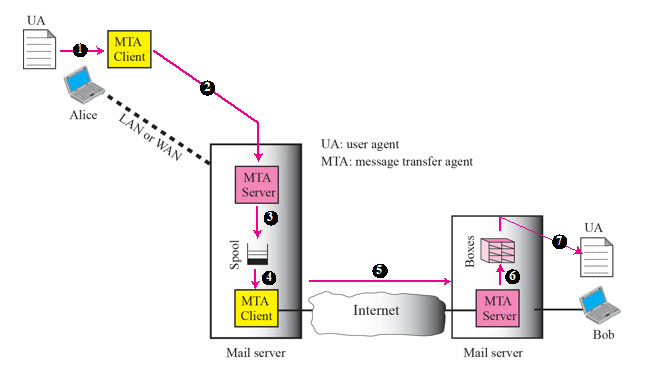 UA
1
MTA
Client
2
Alice
LAN or WAN
UA: user agent
MTA: message transfer agent
MTA
Server
3
Spool
4
MTA
Client
5
Internet
Boxes
6
MTA
Server
7
UA
Bob
Mail server
Mail server